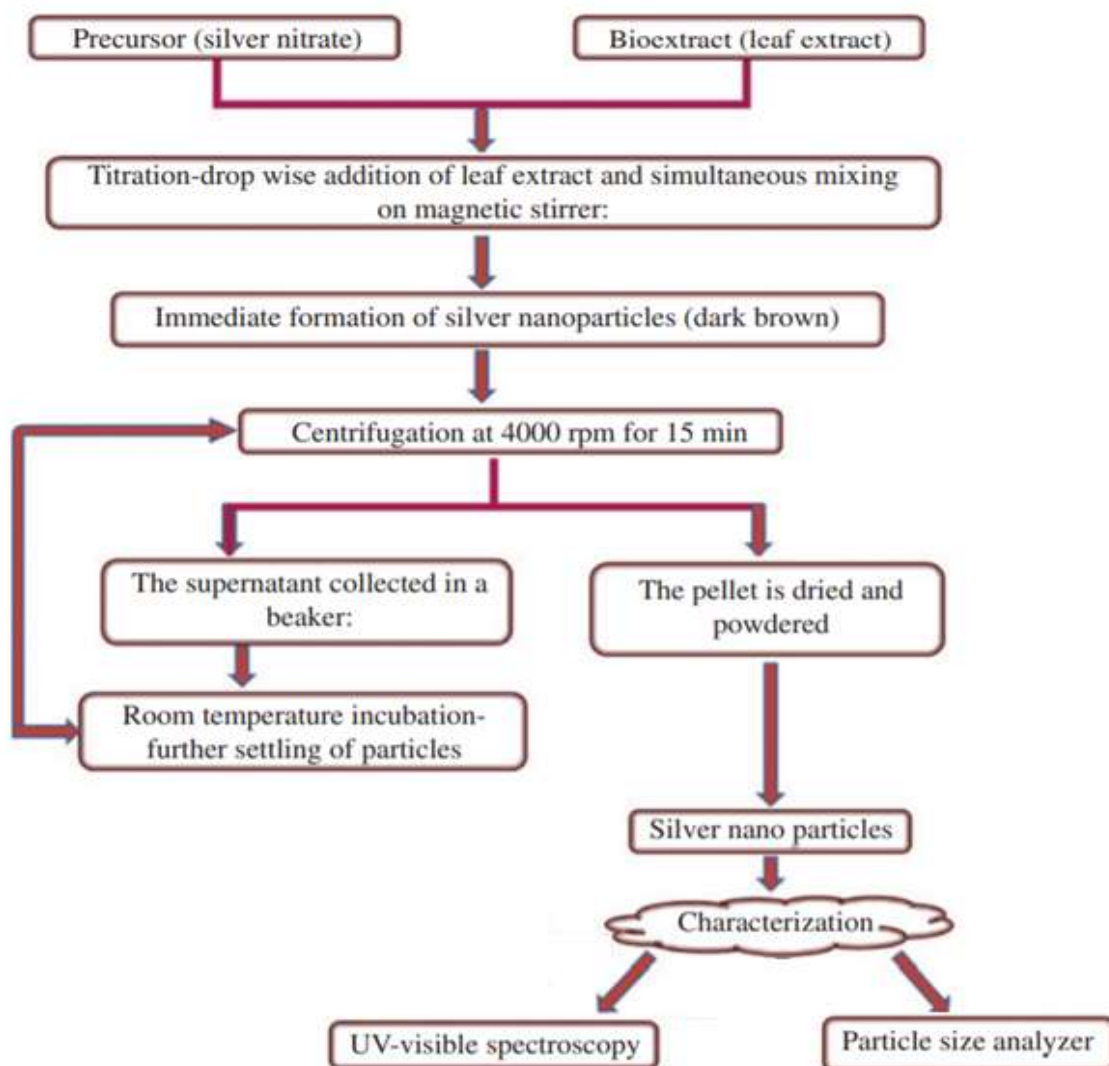 Precursor (silver nitrate)
Bioextract (leaf extract)
Titration-drop wise addition of leaf extract and simultaneous mixing
on magnetic stirrer:
Immediate formation of silver nanoparticles (dark brown)
Centrifugation at 4000 rpm for 15 min
The supernatant collected in a
beaker:
The pellet is dried and
powdered
Room temperature incubation-
further settling of particles
Silver nano particles
Characterization
UV-visible spectroscopy
Particle size analyzer